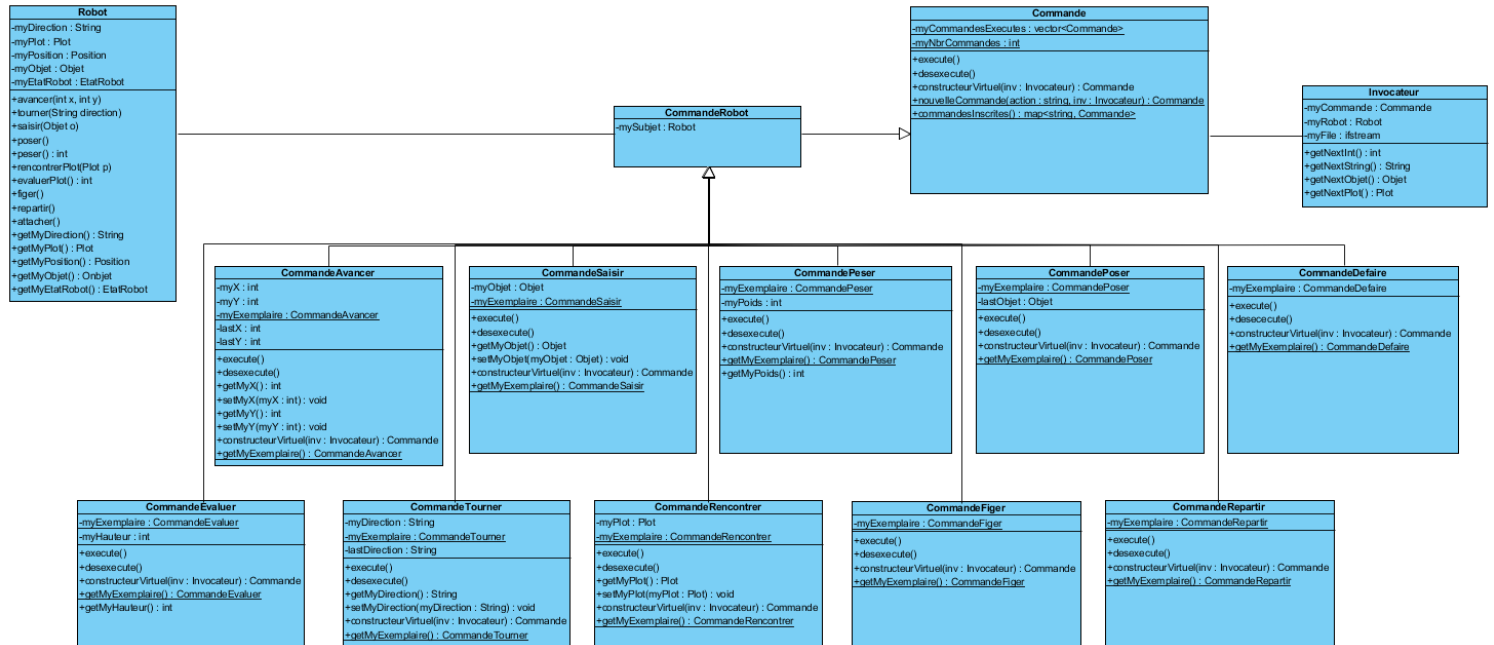 Robot
-myDirection : String
-myPlot : Plot
-myPosition : Position
-myObjet : Objet
-myEtatRobot : EtatRobot
+avancer(int x, int y)
+tourner(String direction)
+saisir(Objet o)
+poser()
+peser() : int
+rencontrerPlot(Plot p)
+evaluerPlot() : int
+figer()
+repartir()
+attacher()
+getMyDirection() : String
+getMyPlot() : Plot
+getMyPosition() : Position
+getMyObjet() : Onbjet
+getMyEtatRobot() : EtatRobot
CommandeRobot
-mySubjet : Robot
Commande
-myCommandesExecutes : vector<Commande>
-myNbrCommandes : int
+execute()
+desexecute()
+constructeurVirtuel(inv : Invocateur) : Commande
+nouvelleCommande(action : string, inv : Invocateur) : Commande
+commandesInscrites() : map<string, Commande>
Invocateur
-myCommande : Commande
-myRobot : Robot
-myFile : ifstream
+getNextInt() : int
+getNextString() : String
+getNextObjet() : Objet
+getNextPlot() : Plot
CommandeAvancer
-myX : int
-myY : int
-myExemplaire : CommandeAvancer
-lastX : int
-lastY : int
+execute()
+desexecute()
+getMyX() : int
+setMyX(myX : int) : void
+getMyY() : int
+setMyY(myY : int) : void
+constructeurVirtuel(inv : Invocateur) : Commande
+getMyExemplaire() : CommandeAvancer
CommandeSaisir
-myObjet : Objet
-myExemplaire : CommandeSaisir
+execute()
+desexecute()
+getMyObjet() : Objet
+setMyObjet(myObjet : Objet) : void
+constructeurVirtuel(inv : Invocateur) : Commande
+getMyExemplaire() : CommandeSaisir
CommandePeser
-myExemplaire : CommandePeser
-myPoids : int
+execute()
+desexecute()
+constructeurVirtuel(inv : Invocateur) : Commande
+getMyExemplaire() : CommandePeser
+getMyPoids() : int
CommandePoser
-myExemplaire : CommandePoser
-lastObjet : Objet
+execute()
+desexecute()
+constructeurVirtuel(inv : Invocateur) : Commande
+getMyExemplaire() : CommandePoser
CommandeDefaire
-myExemplaire : CommandeDefaire
+execute()
+desececute()
+constructeurVirtuel(inv : Invocateur) : Commande
+getMyExemplaire() : CommandeDefaire
CommandeEvaluer
-myExemplaire : CommandeEvaluer
-myHauteur : int
+execute()
+desexecute()
+constructeurVirtuel(inv : Invocateur) : Commande
+getMyExemplaire() : CommandeEvaluer
+getMyHauteur() : int
CommandeTourner
-myDirection : String
-myExemplaire : CommandeTourner
-lastDirection : String
+execute()
+desexecute()
+getMyDirection() : String
+setMyDirection(myDirection : String) : void
+constructeurVirtuel(inv : Invocateur) : Commande
+getMyExemplaire() : CommandeTourner
CommandeRencontrer
-myPlot : Plot
-myExemplaire : CommandeRencontrer
+execute()
+desexecute()
+getMyPlot() : Plot
+setMyPlot(myPlot : Plot) : void
+constructeurVirtuel(inv : Invocateur) : Commande
+getMyExemplaire() : CommandeRencontrer
CommandeFiger
-myExemplaire : CommandeFiger
+execute()
+desexecute()
+constructeurVirtuel(inv : Invocateur) : Commande
+getMyExemplaire() : CommandeFiger
CommandeRepartir
-myExemplaire : CommandeRepartir
+execute()
+desexecute()
+constructeurVirtuel(inv : Invocateur) : Commande
+getMyExemplaire() : CommandeRepartir